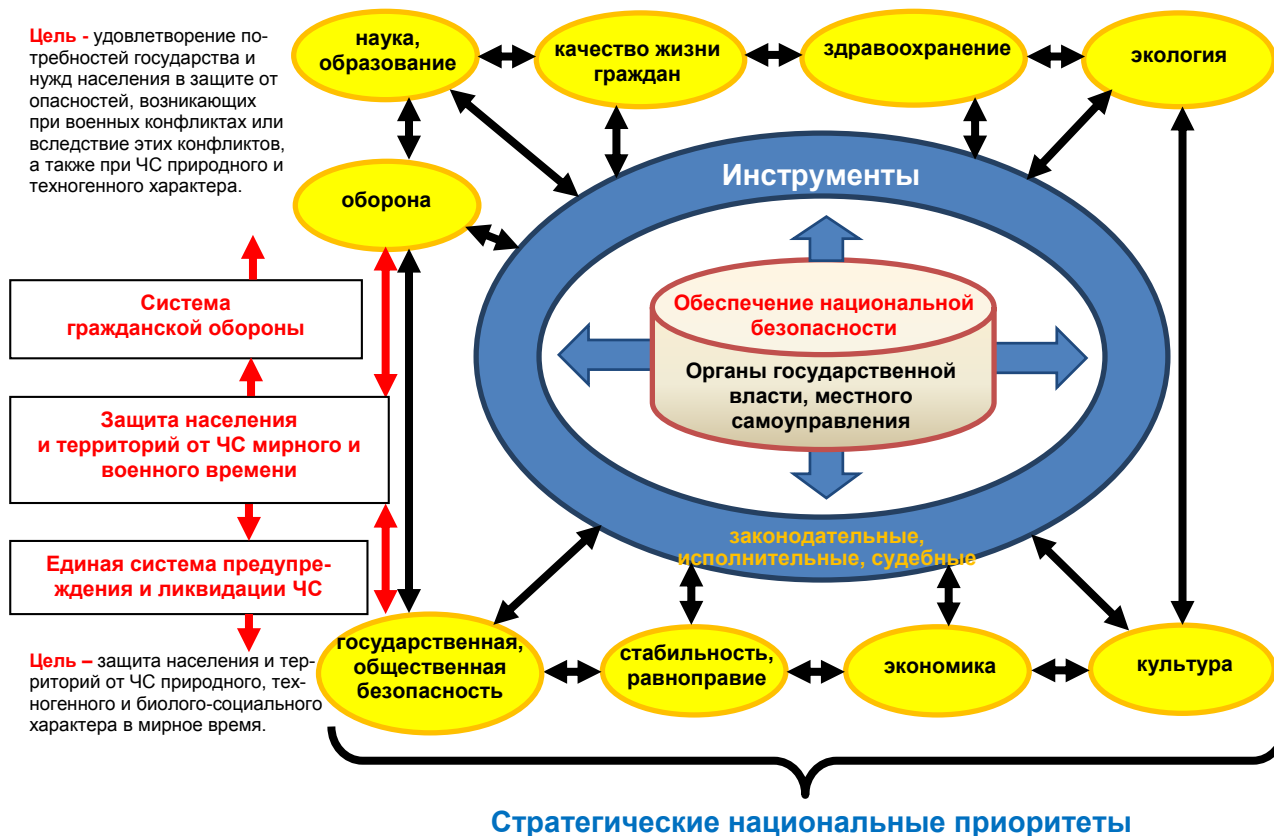 Цель - удовлетворение по-
требностей государства и
нужд населения в защите от
опасностей, возникающих
при военных конфликтах или
вследствие этих конфликтов,
а также при ЧС природного и
техногенного характера.
наука,
образование
качество жизни
граждан
здравоохранение
экология
оборона
Инструменты
Система
гражданской обороны
Обеспечение национальной
безопасности
Органы государственной
власти, местного
самоуправления
Защита населения
и территорий от ЧС мирного и
военного времени
законодательные,
исполнительные, судебные
Единая система предупре-
ждения и ликвидации ЧС
Цель – защита населения и тер-
риторий от ЧС природного, тех-
ногенного и биолого-социального
характера в мирное время.
государственная,
общественная
безопасность
стабильность,
равноправие
экономика
культура
Стратегические национальные приоритеты